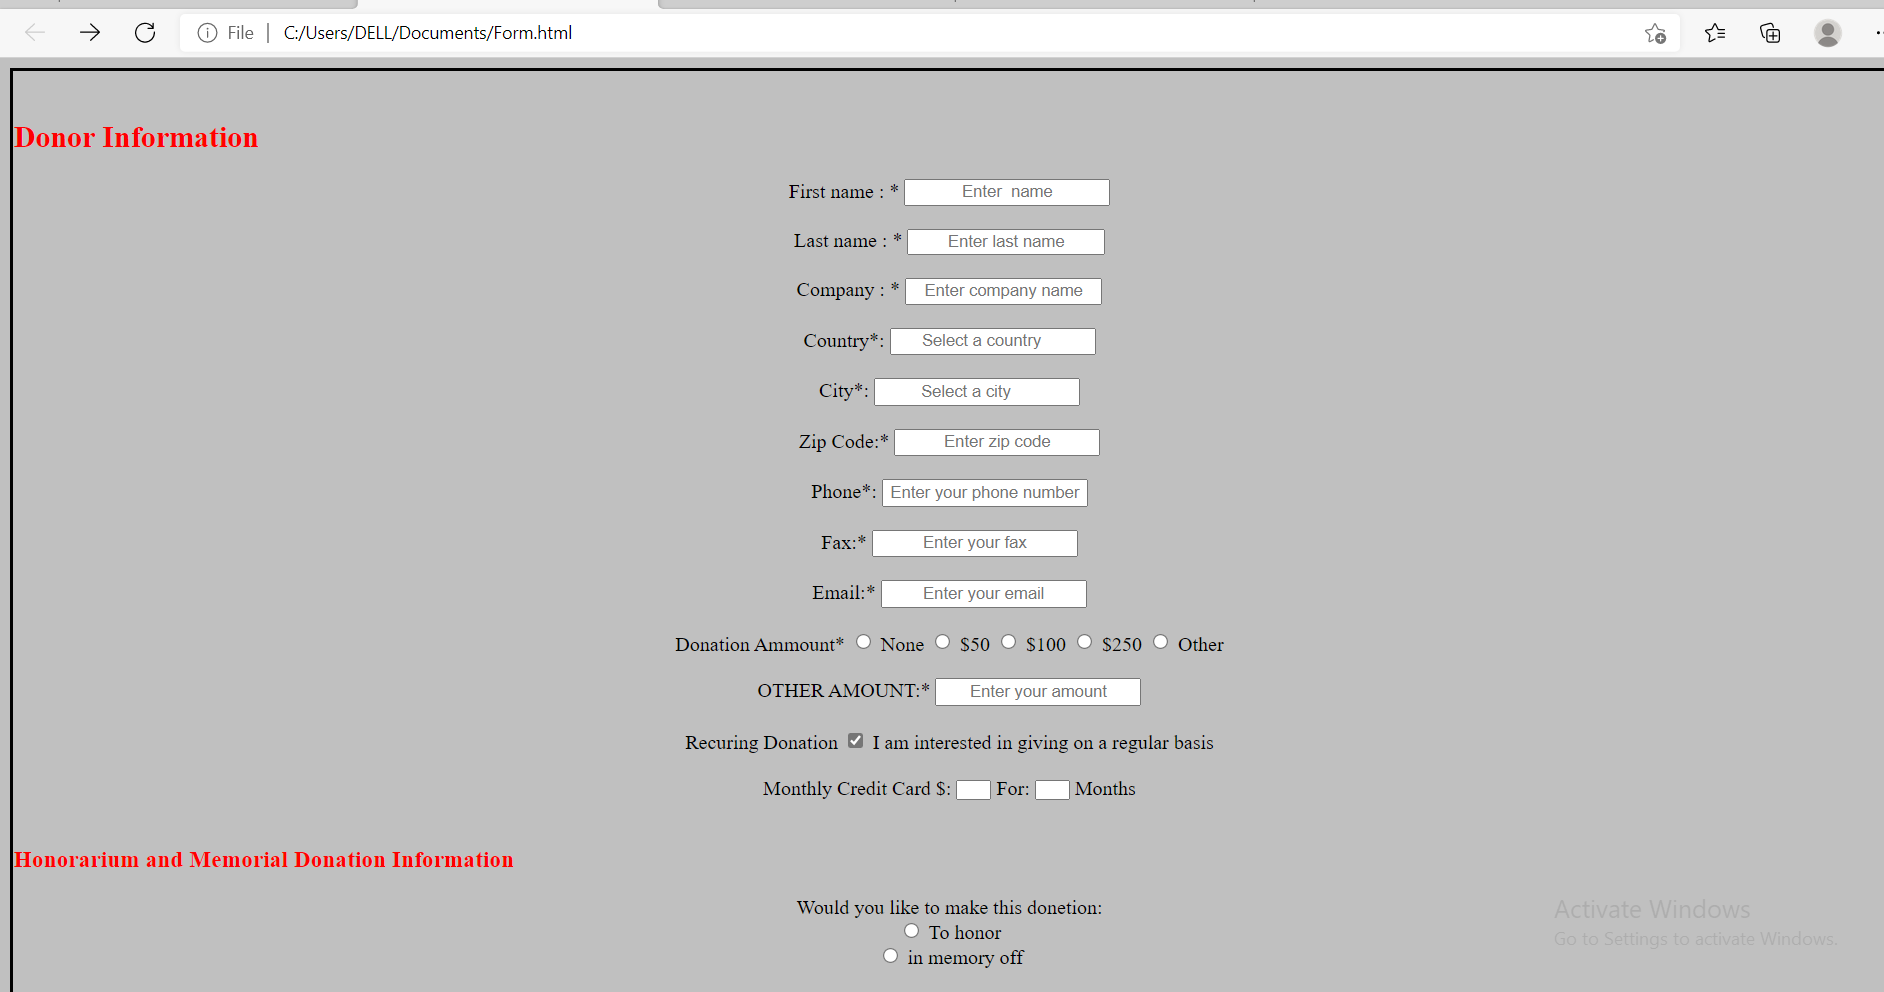 File | C:/Users/DELL/Documents/Form.html
Donor Information
First name : * Enter  name
Last name : * Enter last name
Company : * Enter company name
Country*: Select a country
City*: Select a city
Zip Code:* Enter zip code
Phone*: Enter your phone number
Fax:* Enter your fax
Email:* Enter your email
Donation Ammount* None $50 $100 $250 Other
OTHER AMOUNT:* Enter your amount
Recuring Donation I am interested in giving on a regular basis
Monthly Credit Card $: For: Months
Honorarium and Memorial Donation Information
Would you like to make this donetion:
To honor
in memory off
Activate Windows
Go to Settings to activate Windows.